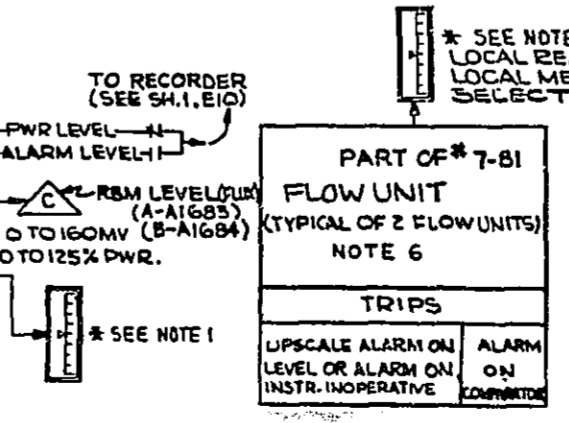 * SEE NOTE
LOCAL
LOCAL
SELECT
TO RECORDER
(SEE SH.1, E10)
PWR LEVEL
ALARM LEVEL
C
RBM LEVEL (FLUX)
(A-A1683)
(B-A1684)
0 TO 160MV
0 TO 125% PWR.
* SEE NOTE 1
PART OF * 7-81
FLOW UNIT
(TYPICAL OF 2 FLOW UNITS)
NOTE 6
TRIPS
UPSCALE ALARM ON
LEVEL OR ALARM ON
INSTR. INOPERATIVE
ALARM
ON
COMPARATOR